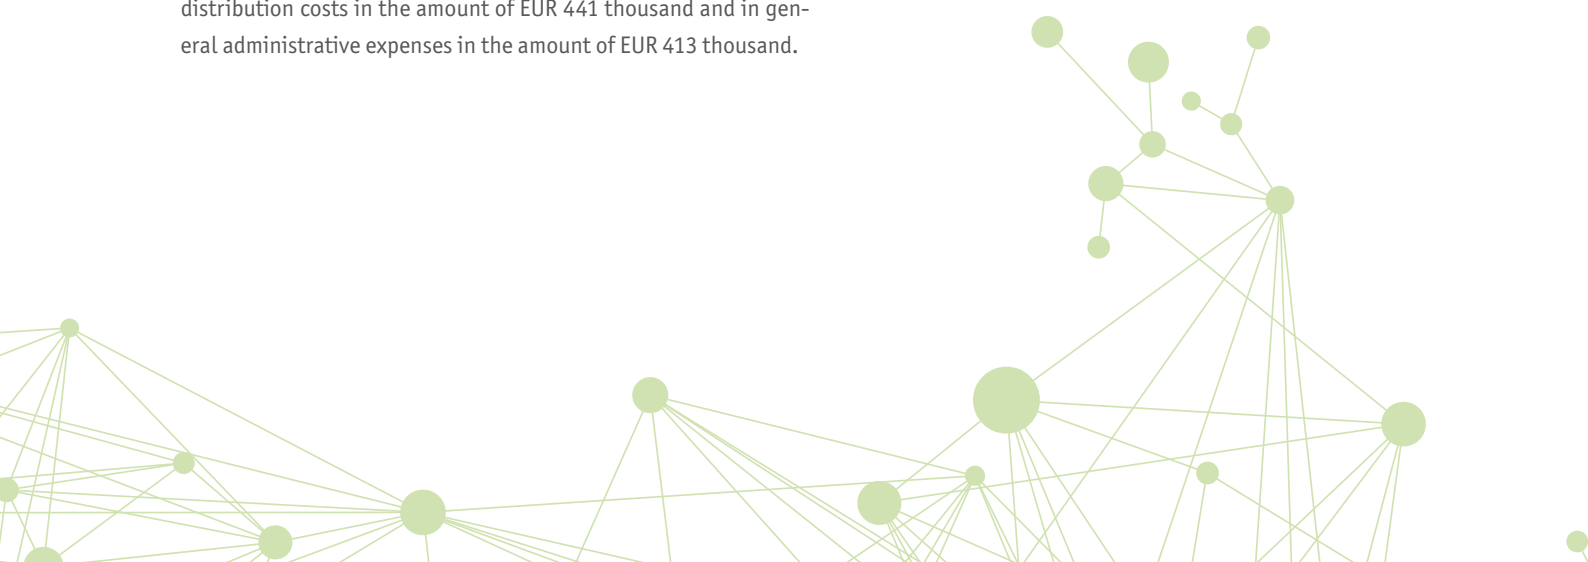 distribution costs in the amount of EUR 441 thousand and in gen-
eral administrative expenses in the amount of EUR 413 thousand.